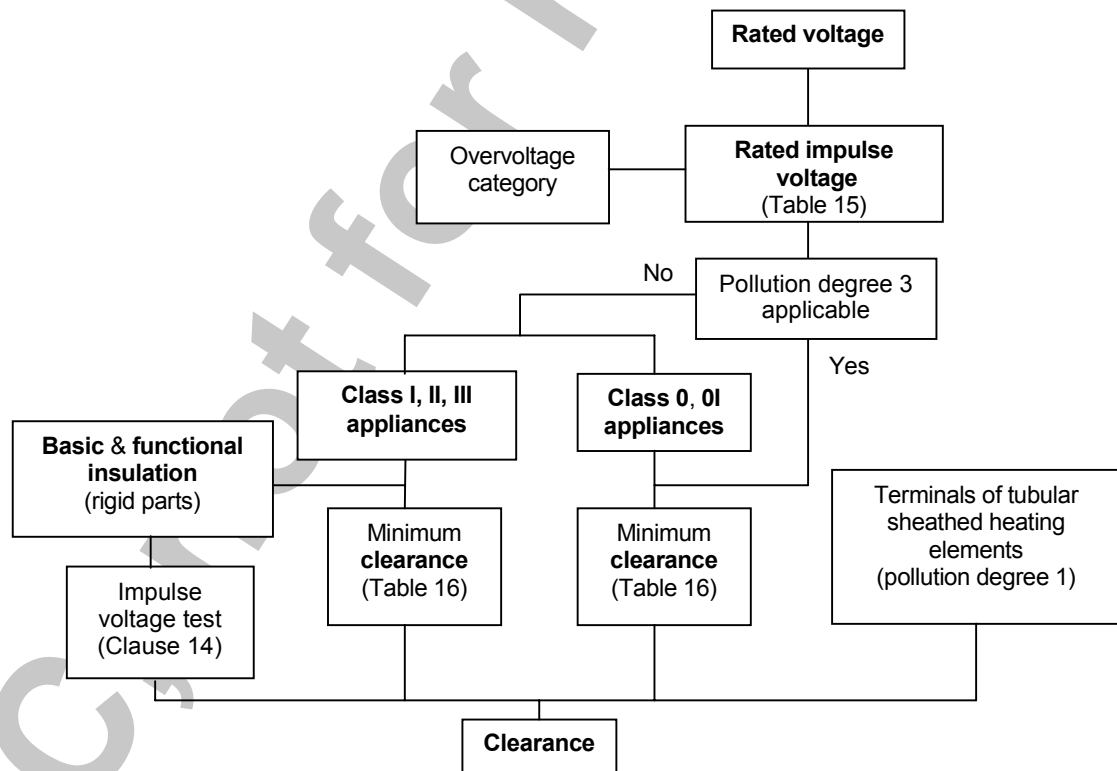 Rated voltage
Overvoltage
category
Rated impulse
voltage
(Table 15)
No
Pollution degree 3
applicable
Yes
Class I, II, III
appliances
Class 0, 0I
appliances
Basic & functional
insulation
(rigid parts)
Terminals of tubular
sheathed heating
elements
(pollution degree 1)
Minimum
clearance
(Table 16)
Minimum
clearance
(Table 16)
Impulse
voltage test
(Clause 14)
Clearance
not for